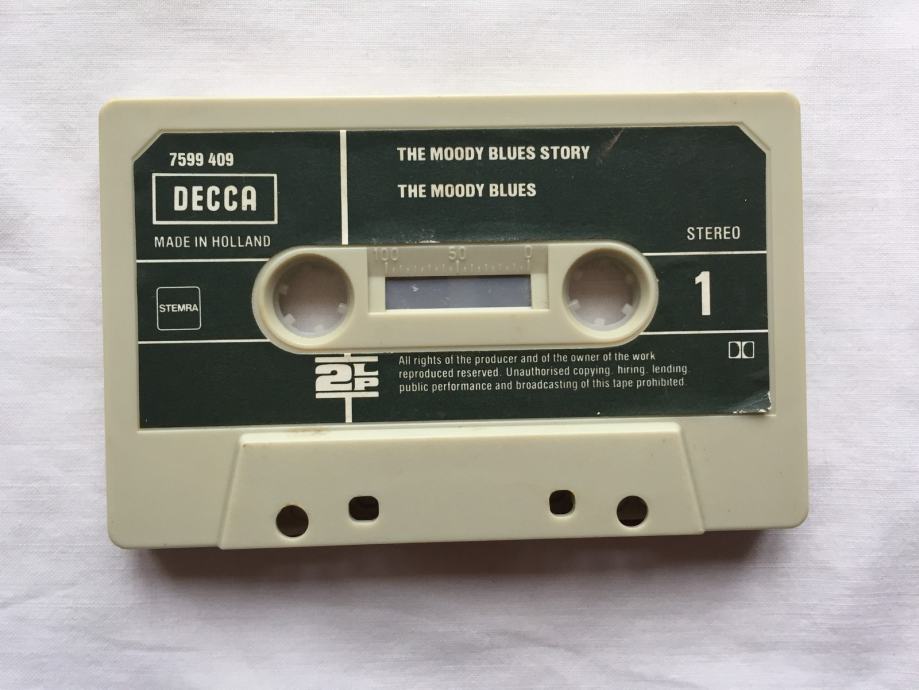 7599 409
DECCA
MADE IN HOLLAND
STEMRA
THE MOODY BLUES STORY
THE MOODY BLUES
STEREO
100 50 0
1
2LP
All rights of the producer and of the owner of the work
reproduced reserved. Unauthorised copying, hiring, lending,
public performance and broadcasting of this tape prohibited.